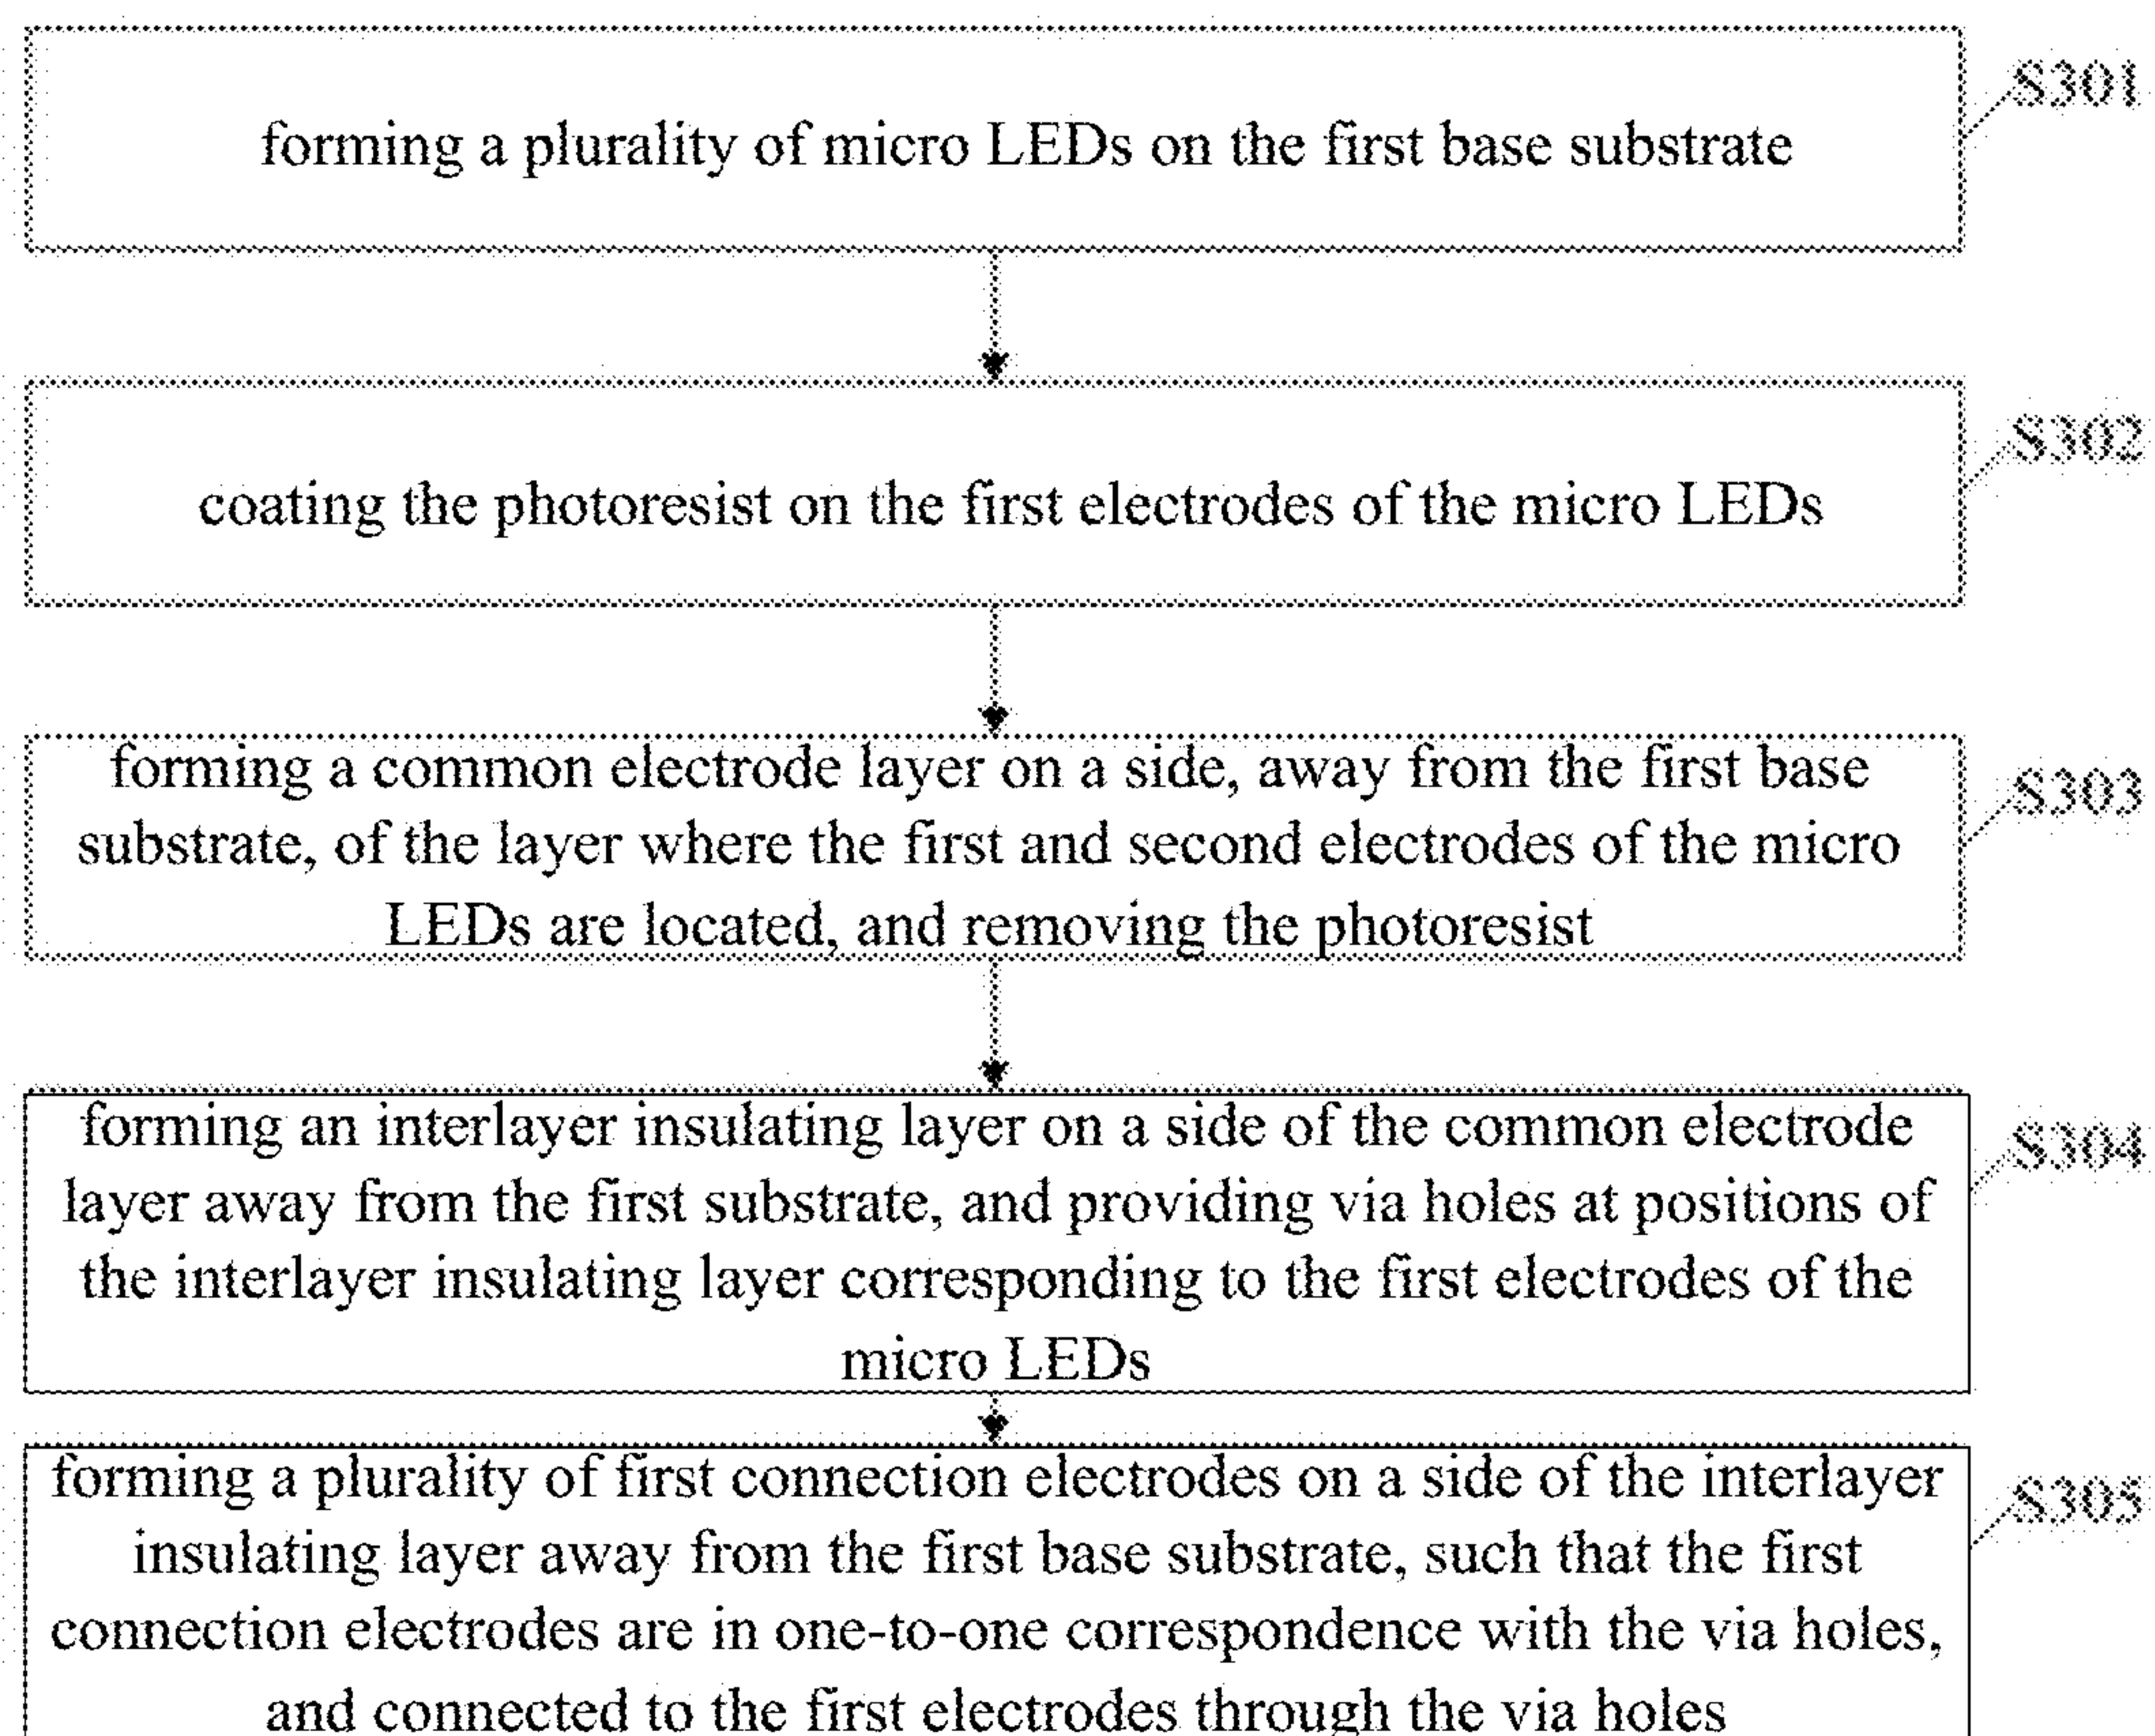 forming a plurality of micro LEDs on the first base substrate
S301
coating the photoresist on the first electrodes of the micro LEDs
S302
forming a common electrode layer on a side, away from the first base
substrate, of the layer where the first and second electrodes of the micro
LEDs are located, and removing the photoresist
S303
forming an interlayer insulating layer on a side of the common electrode
layer away from the first substrate, and providing via holes at positions of
the interlayer insulating layer corresponding to the first electrodes of the
micro LEDs
S304
forming a plurality of first connection electrodes on a side of the interlayer
insulating layer away from the first base substrate, such that the first
connection electrodes are in one-to-one correspondence with the via holes,
and connected to the first electrodes through the via holes
S305